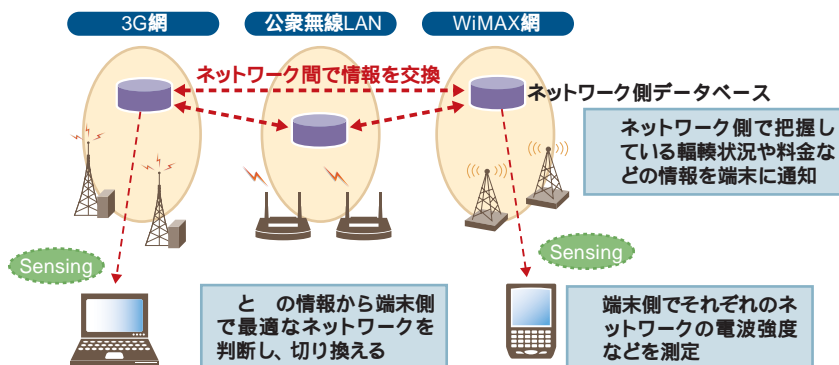 3G網
公衆無線LAN
WiMAX網
ネットワーク間で情報を交換
ネットワーク側データベース
ネットワーク側で把握し
ている輻輳状況や料金な
どの情報を端末に通知
Sensing
Sensing
と の情報から端末側
で最適なネットワークを
判断し、切り換える
端末側でそれぞれのネ
ットワークの電波強度
などを測定